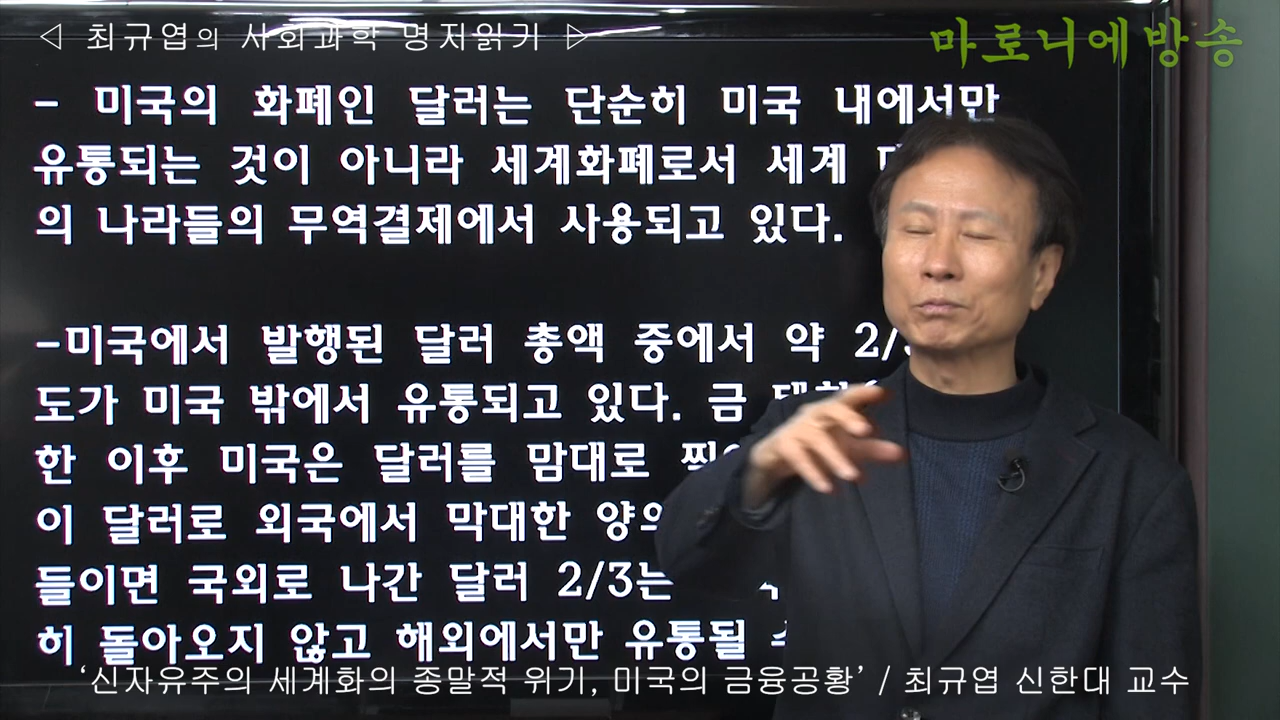 ◁ 최규엽의 사회과학 명저읽기 ▷
마로니에방송
- 미국의 화폐인 달러는 단순히 미국 내에서만
유통되는 것이 아니라 세계화폐로서 세계
의 나라들의 무역결제에서 사용되고 있다.
-미국에서 발행된 달러 총액 중에서 약 2/3
도가 미국 밖에서 유통되고 있다. 금
한 이후 미국은 달러를 맘대로
이 달러로 외국에서 막대한
들이면 국외로 나간 달러 2/3는
히 돌아오지 않고 해외에서만 유통될
‘신자유주의 세계화의 종말적 위기, 미국의 금융공황’ / 최규엽 신한대 교수